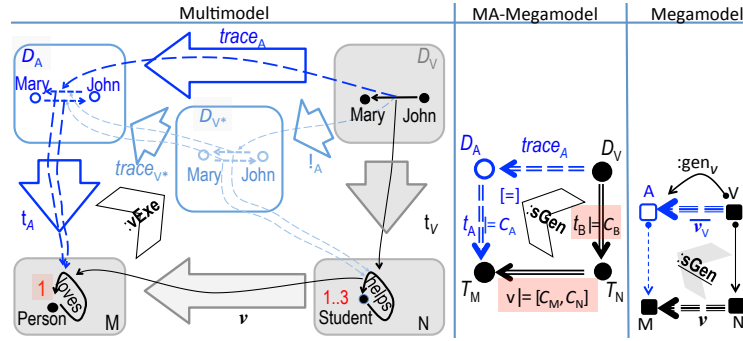 Multimodel
MA-Megamodel
Megamodel
trace_A
D_A
D_V
Mary
John
D_V*
Mary
John
trace_V*
!_A
Mary
John
t_A
:vExe
t_V
1
loves
Person
M
v
1..3
helps
Student
N
D_A
trace_A
D_V
[=]
t_A |= C_A
:sGen
t_B |= C_B
T_M
T_N
v |= [C_M, C_N]
:gen_v
A
V
v_V
:sGen
M
v
N